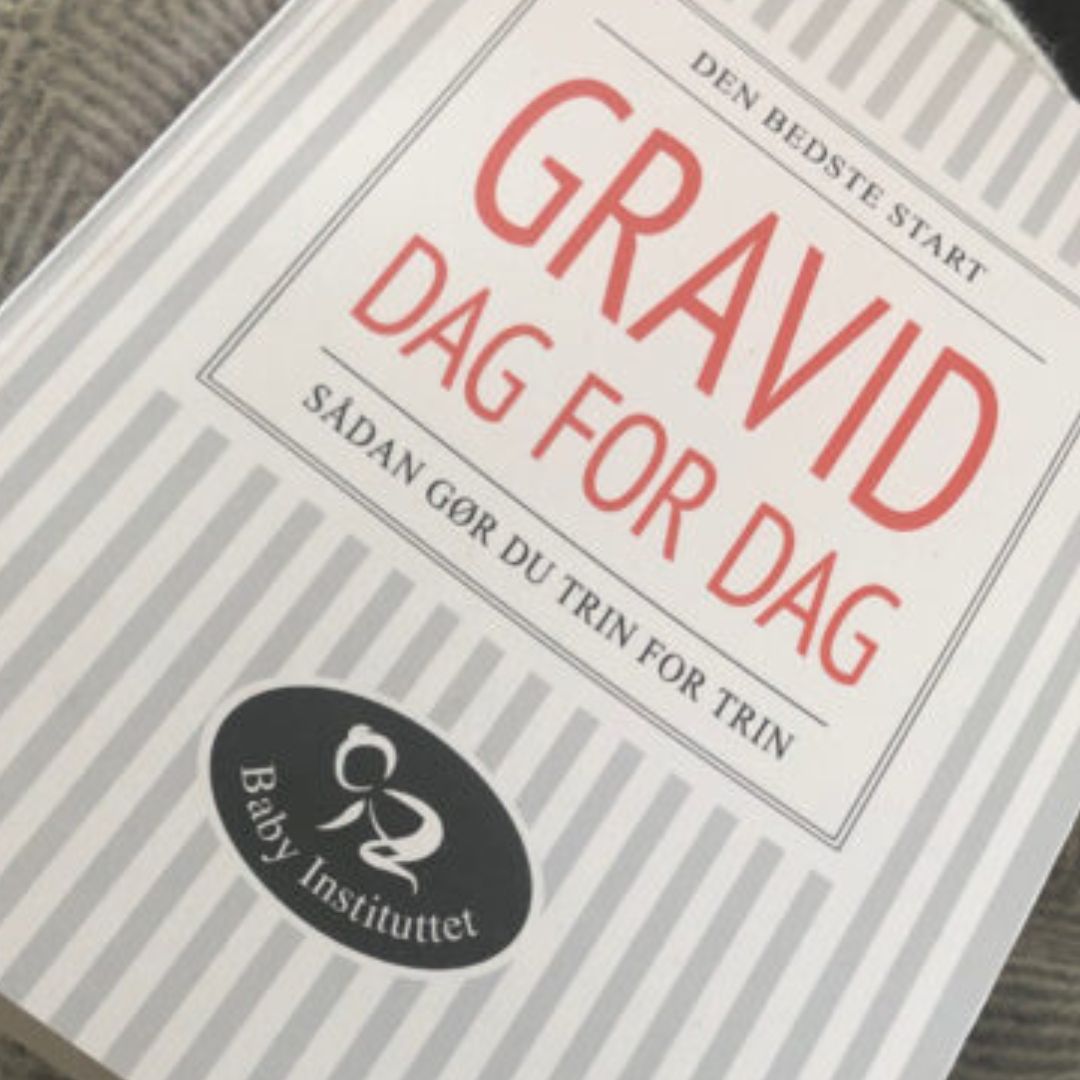 DEN BEDSTE START
GRAVID
DAG FOR DAG
SÅDAN GØR DU TRIN FOR TRIN
Baby Instituttet